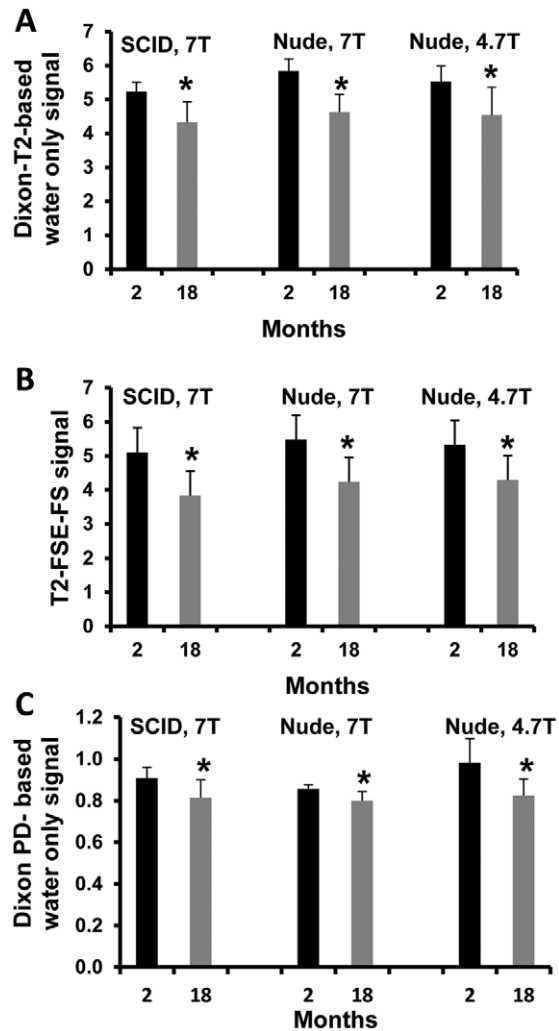 A
SCID, 7T Nude, 7T Nude, 4.7T
Dixon-T2-based
water only signal
7
6
5
4
3
2
1
0
* * *
2 18 2 18 2 18
Months
B
SCID, 7T Nude, 7T Nude, 4.7T
T2-FSE-FS signal
7
6
5
4
3
2
1
0
* * *
2 18 2 18 2 18
Months
C
SCID, 7T Nude, 7T Nude, 4.7T
Dixon PD- based
water only signal
1.2
1.0
0.8
0.6
0.4
0.2
0.0
* * *
2 18 2 18 2 18
Months